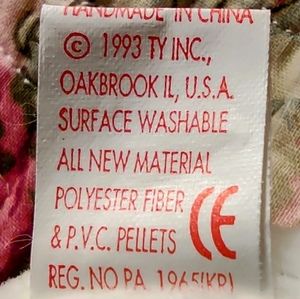 HANDMADE IN CHINA
© 1993 TY INC.,
OAKBROOK IL, U.S.A.
SURFACE WASHABLE
ALL NEW MATERIAL
POLYESTER FIBER
& P.V.C. PELLETS CE
REG. NO PA. 1965(KR)